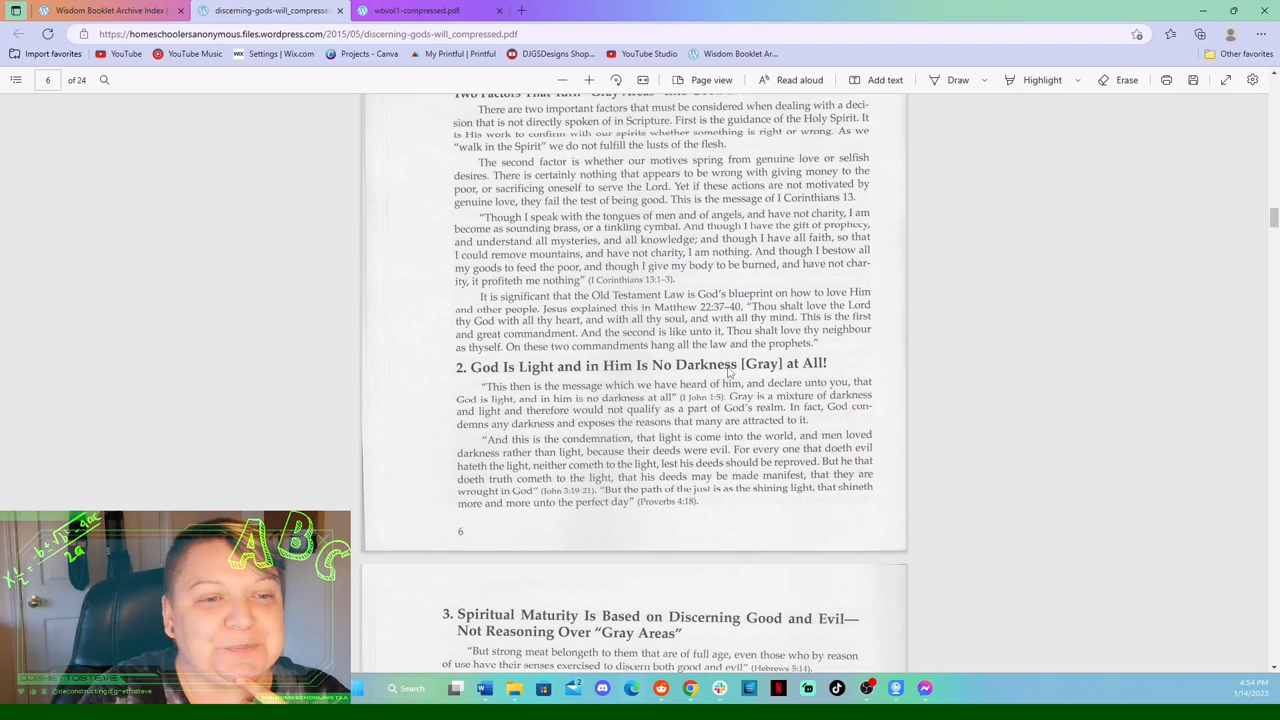 Wisdom Booklet Archive Index |
discerning-gods-will_compressed
wbvol1-compressed.pdf
https://homeschoolersanonymous.files.wordpress.com/2015/05/discerning-gods-will_compressed.pdf
Import favorites
YouTube
YouTube Music
Settings | Wix.com
Projects - Canva
My Printful | Printful
DJGSDesigns Shop...
YouTube Studio
Wisdom Booklet Ar...
Other favorites
6 of 24
Page view
Read aloud
Add text
Draw
Highlight
Erase
There are two important factors that must be considered when dealing with a deci-
sion that is not directly spoken of in Scripture. First is the guidance of the Holy Spirit. It
is His work to confirm with our spirits whether something is right or wrong. As we
“walk in the Spirit” we do not fulfill the lusts of the flesh.
The second factor is whether our motives spring from genuine love or selfish
desires. There is certainly nothing that appears to be wrong with giving money to the
poor, or sacrificing oneself to serve the Lord. Yet if these actions are not motivated by
genuine love, they fail the test of being good. This is the message of I Corinthians 13.
“Though I speak with the tongues of men and of angels, and have not charity, I am
become as sounding brass, or a tinkling cymbal. And though I have the gift of prophecy,
and understand all mysteries, and all knowledge; and though I have all faith, so that
I could remove mountains, and have not charity, I am nothing. And though I bestow all
my goods to feed the poor, and though I give my body to be burned, and have not char-
ity, it profiteth me nothing” (I Corinthians 13:1–3).
It is significant that the Old Testament Law is God’s blueprint on how to love Him
and other people. Jesus explained this in Matthew 22:37–40, “Thou shalt love the Lord
thy God with all thy heart, and with all thy soul, and with all thy mind. This is the first
and great commandment. And the second is like unto it, Thou shalt love thy neighbour
as thyself. On these two commandments hang all the law and the prophets.”
2. God Is Light and in Him Is No Darkness [Gray] at All!
“This then is the message which we have heard of him, and declare unto you, that
God is light, and in him is no darkness at all” (I John 1:5). Gray is a mixture of darkness
and light and therefore would not qualify as a part of God’s realm. In fact, God con-
demns any darkness and exposes the reasons that many are attracted to it.
“And this is the condemnation, that light is come into the world, and men loved
darkness rather than light, because their deeds were evil. For every one that doeth evil
hateth the light, neither cometh to the light, lest his deeds should be reproved. But he that
doeth truth cometh to the light, that his deeds may be made manifest, that they are
wrought in God” (John 3:19–21). “But the path of the just is as the shining light, that shineth
more and more unto the perfect day” (Proverbs 4:18).
6
3. Spiritual Maturity Is Based on Discerning Good and Evil—
Not Reasoning Over “Gray Areas”
“But strong meat belongeth to them that are of full age, even those who by reason
of use have their senses exercised to discern both good and evil” (Hebrews 5:14).
A B C
2a
DJGHETTOSTEVE
@deconstructingdjghettosteve
THE HOMESCHOOLING TEA
Search
2
4:54 PM
1/14/2023